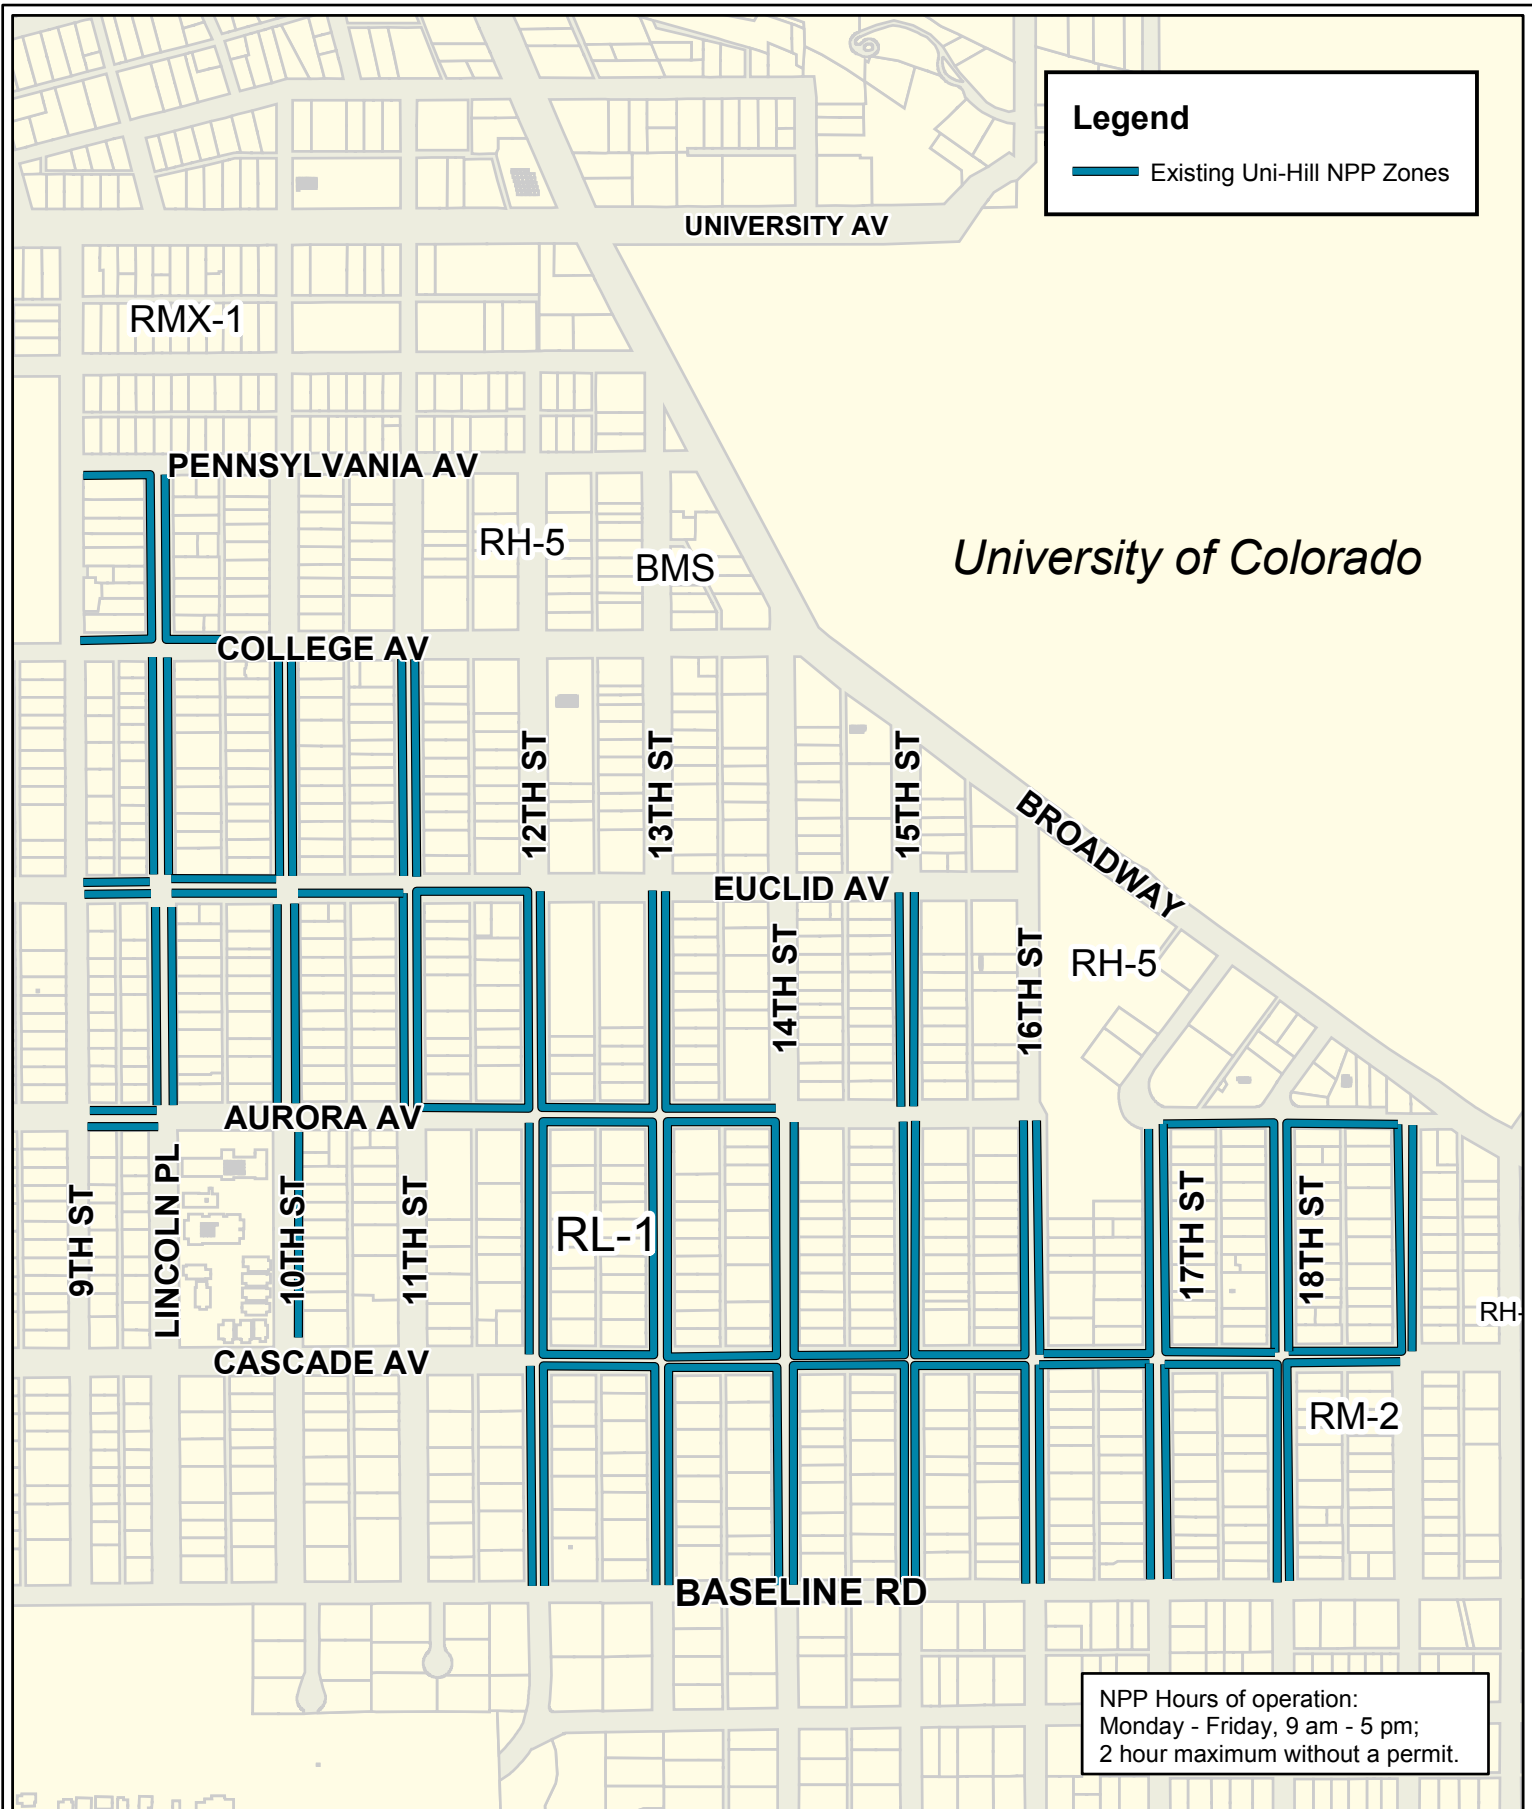 Legend
Existing Uni-Hill NPP Zones
UNIVERSITY AV
RMX-1
PENNSYLVANIA AV
RH-5
BMS
University of Colorado
COLLEGE AV
12TH ST
13TH ST
15TH ST
BROADWAY
EUCLID AV
14TH ST
16TH ST
RH-5
AURORA AV
9TH ST
LINCOLN PL
10TH ST
11TH ST
RL-1
17TH ST
18TH ST
RH-
CASCADE AV
RM-2
BASELINE RD
NPP Hours of operation:
Monday - Friday, 9 am - 5 pm;
2 hour maximum without a permit.